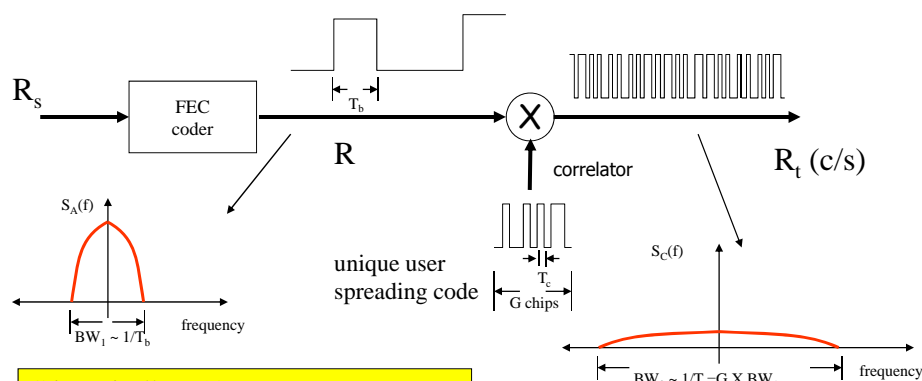 R_s
FEC
coder
T_b
R
X
correlator
R_t (c/s)
S_A(f)
BW_1 ~ 1/T_b
frequency
unique user
spreading code
T_c
G chips
S_C(f)
frequency